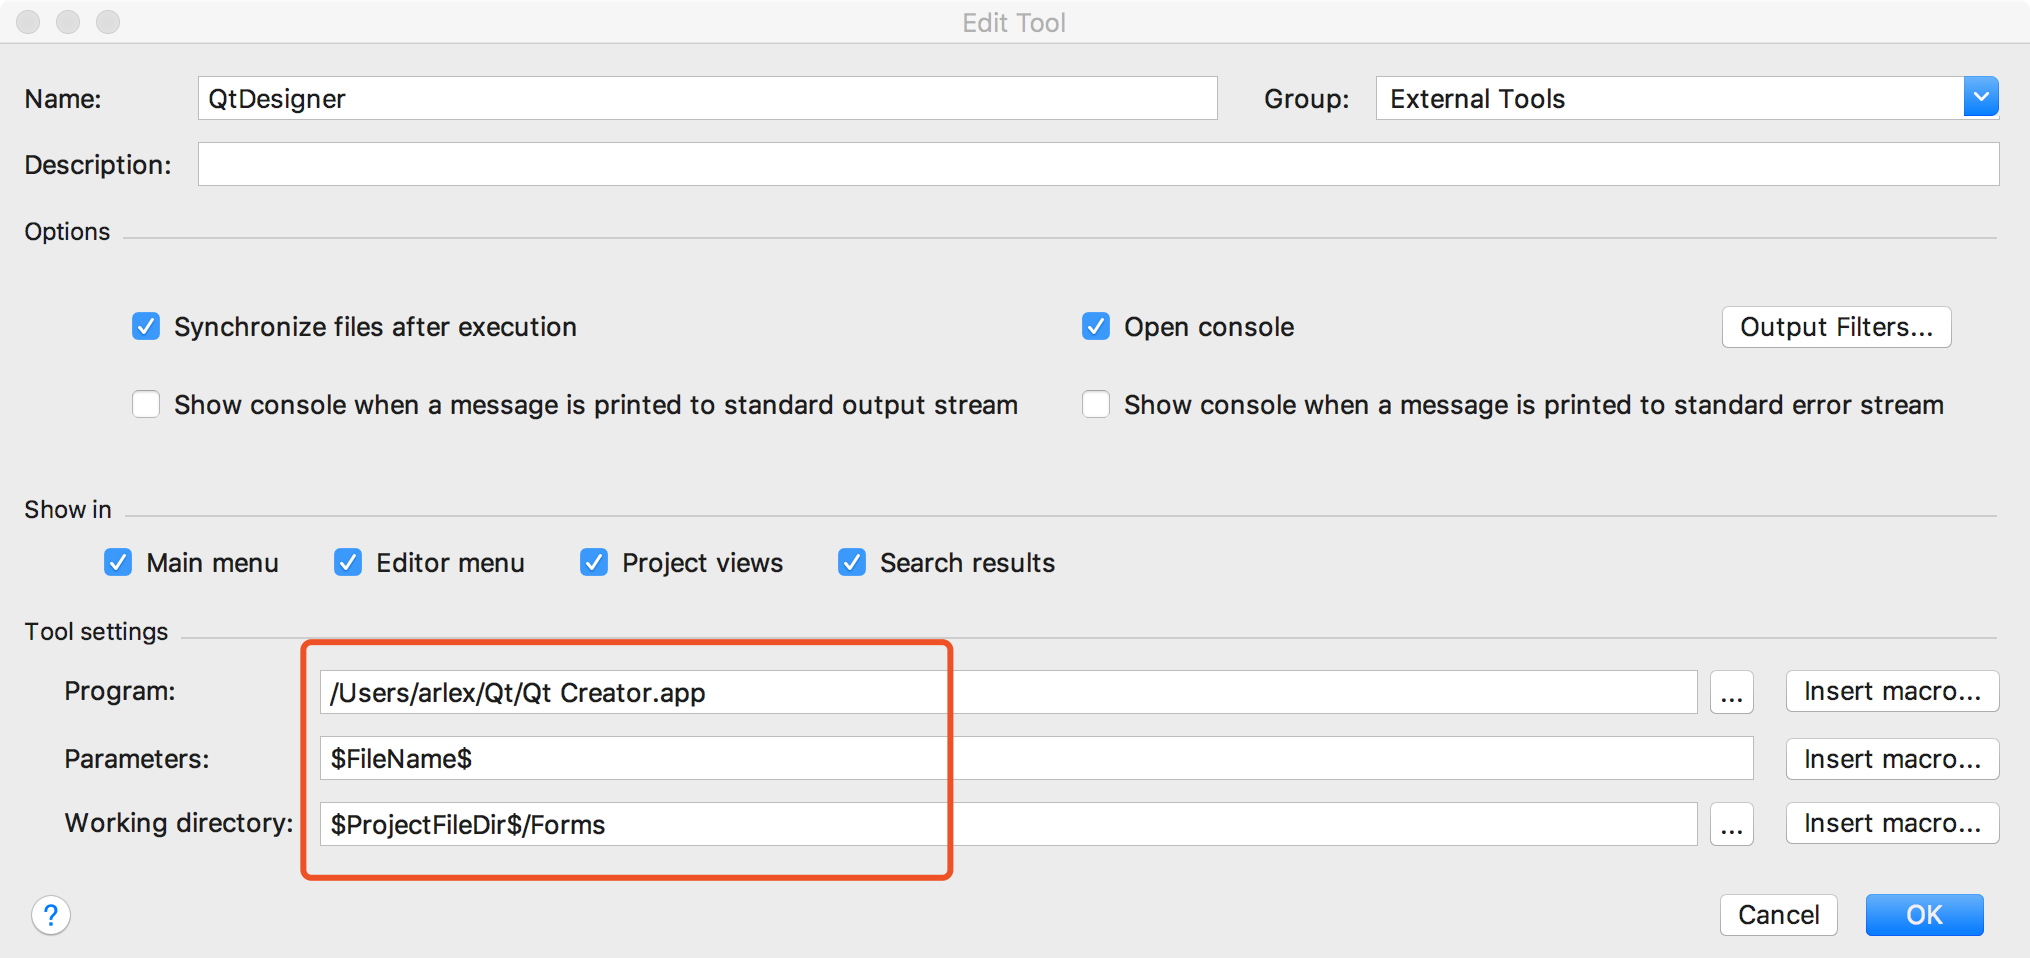 Edit Tool
Name: QtDesigner Group: External Tools
Description:
Options
Synchronize files after execution Open console Output Filters...
Show console when a message is printed to standard output stream Show console when a message is printed to standard error stream
Show in
Main menu Editor menu Project views Search results
Tool settings
Program: /Users/arlex/Qt/Qt Creator.app ... Insert macro...
Parameters: $FileName$ Insert macro...
Working directory: $ProjectFileDir$/Forms ... Insert macro...
? Cancel OK